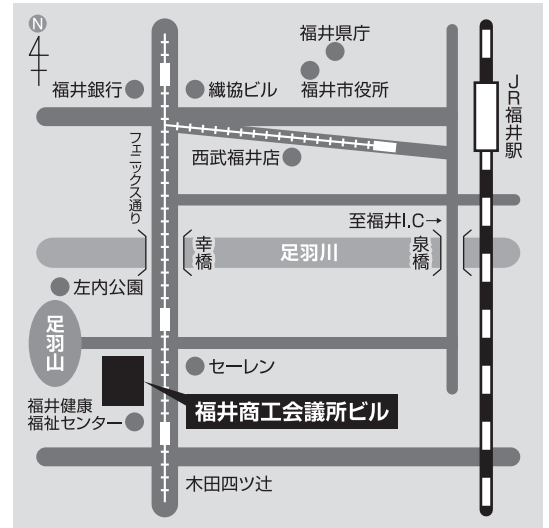 N
福井県庁
福井銀行
繊協ビル
福井市役所
JR福井駅
フェニックス通り
西武福井店
至福井I.C→
幸橋
足羽川
泉橋
左内公園
足羽山
セーレン
福井商工会議所ビル
福井健康
福祉センター
木田四ツ辻